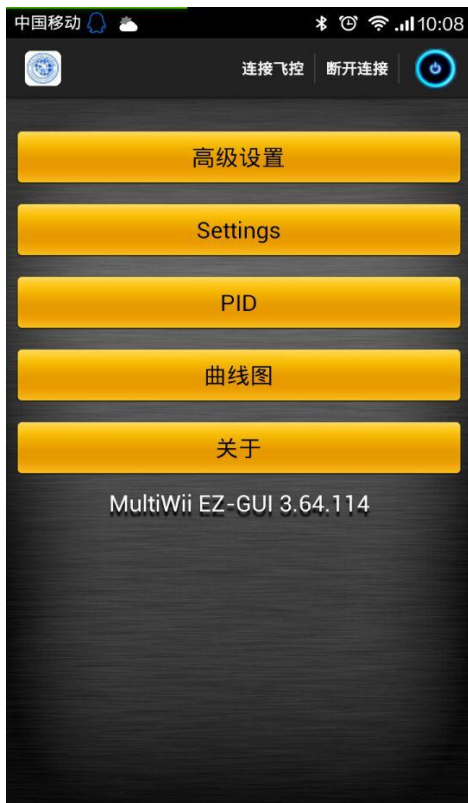 中国移动 10:08
连接飞控 断开连接
高级设置
Settings
PID
曲线图
关于
MultiWii EZ-GUI 3.64.114